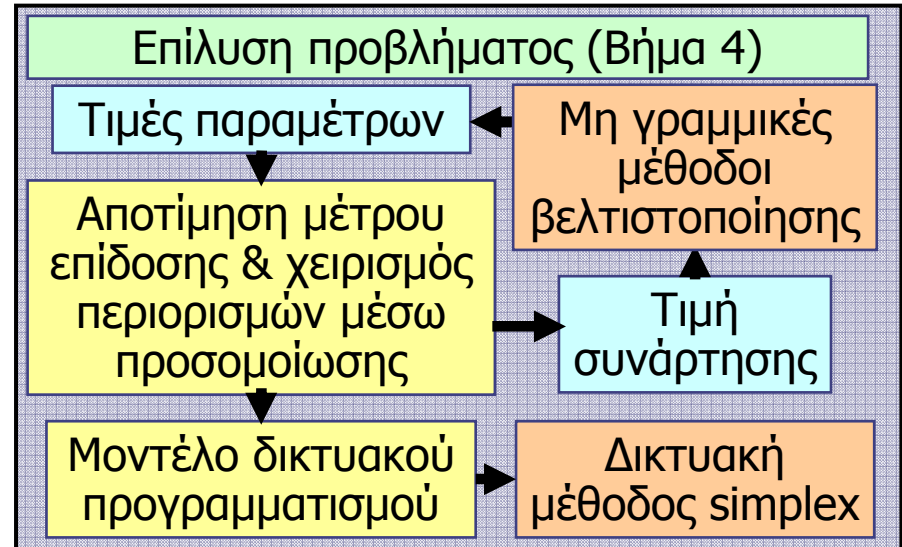 Επίλυση προβλήματος (Βήμα 4)
Τιμές παραμέτρων
Μη γραμμικές
μέθοδοι
βελτιστοποίησης
Αποτίμηση μέτρου
επίδοσης & χειρισμός
περιορισμών μέσω
προσομοίωσης
Τιμή
συνάρτησης
Μοντέλο δικτυακού
προγραμματισμού
Δικτυακή
μέθοδος simplex